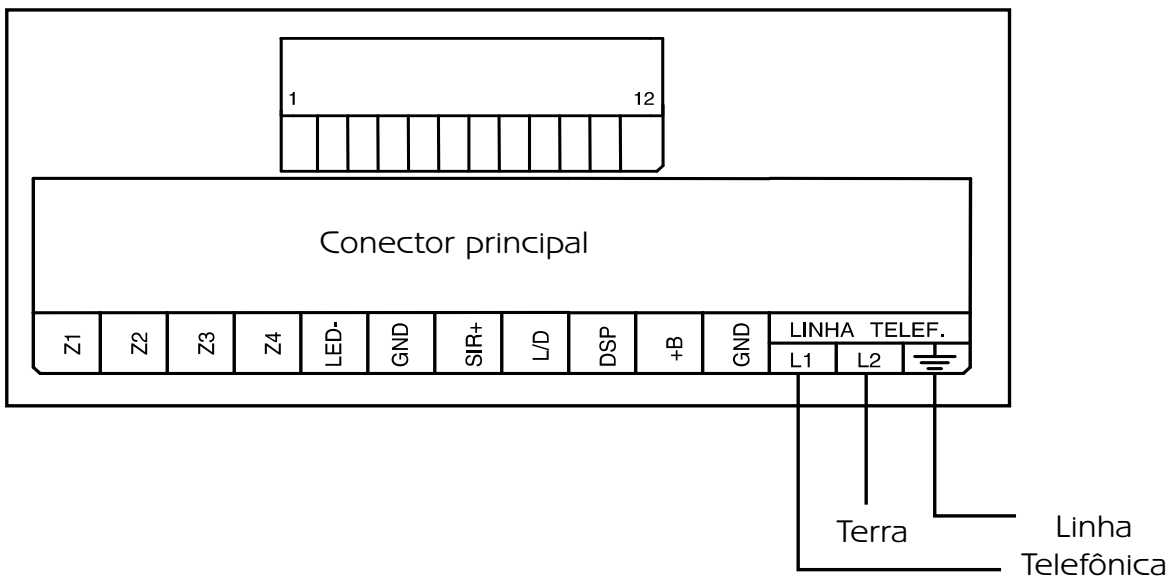 1 12
Conector principal
Z1 Z2 Z3 Z4 LED- GND SIR+ L/D DSP +B GND LINHA TELEF.
L1 L2
Terra
Linha
Telefônica